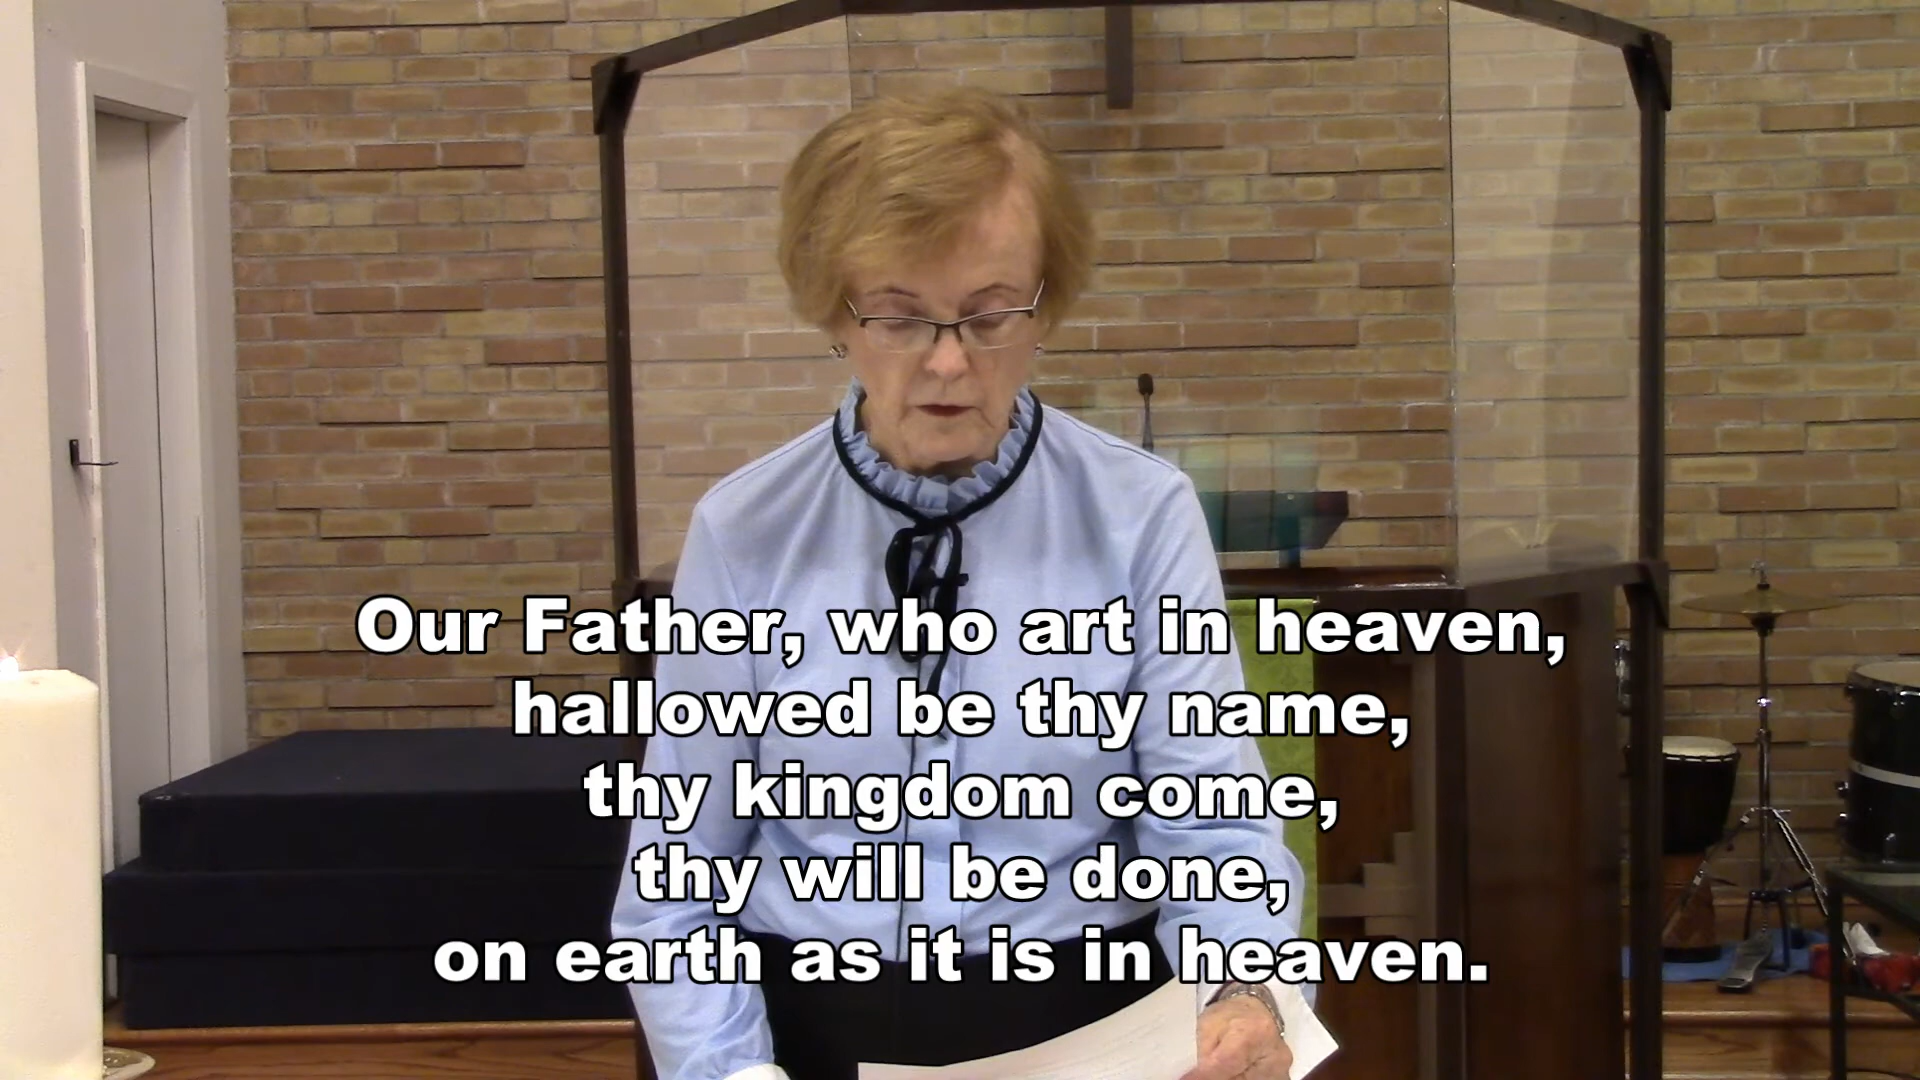 Our Father, who art in heaven,
hallowed be thy name,
thy kingdom come,
thy will be done,
on earth as it is in heaven.